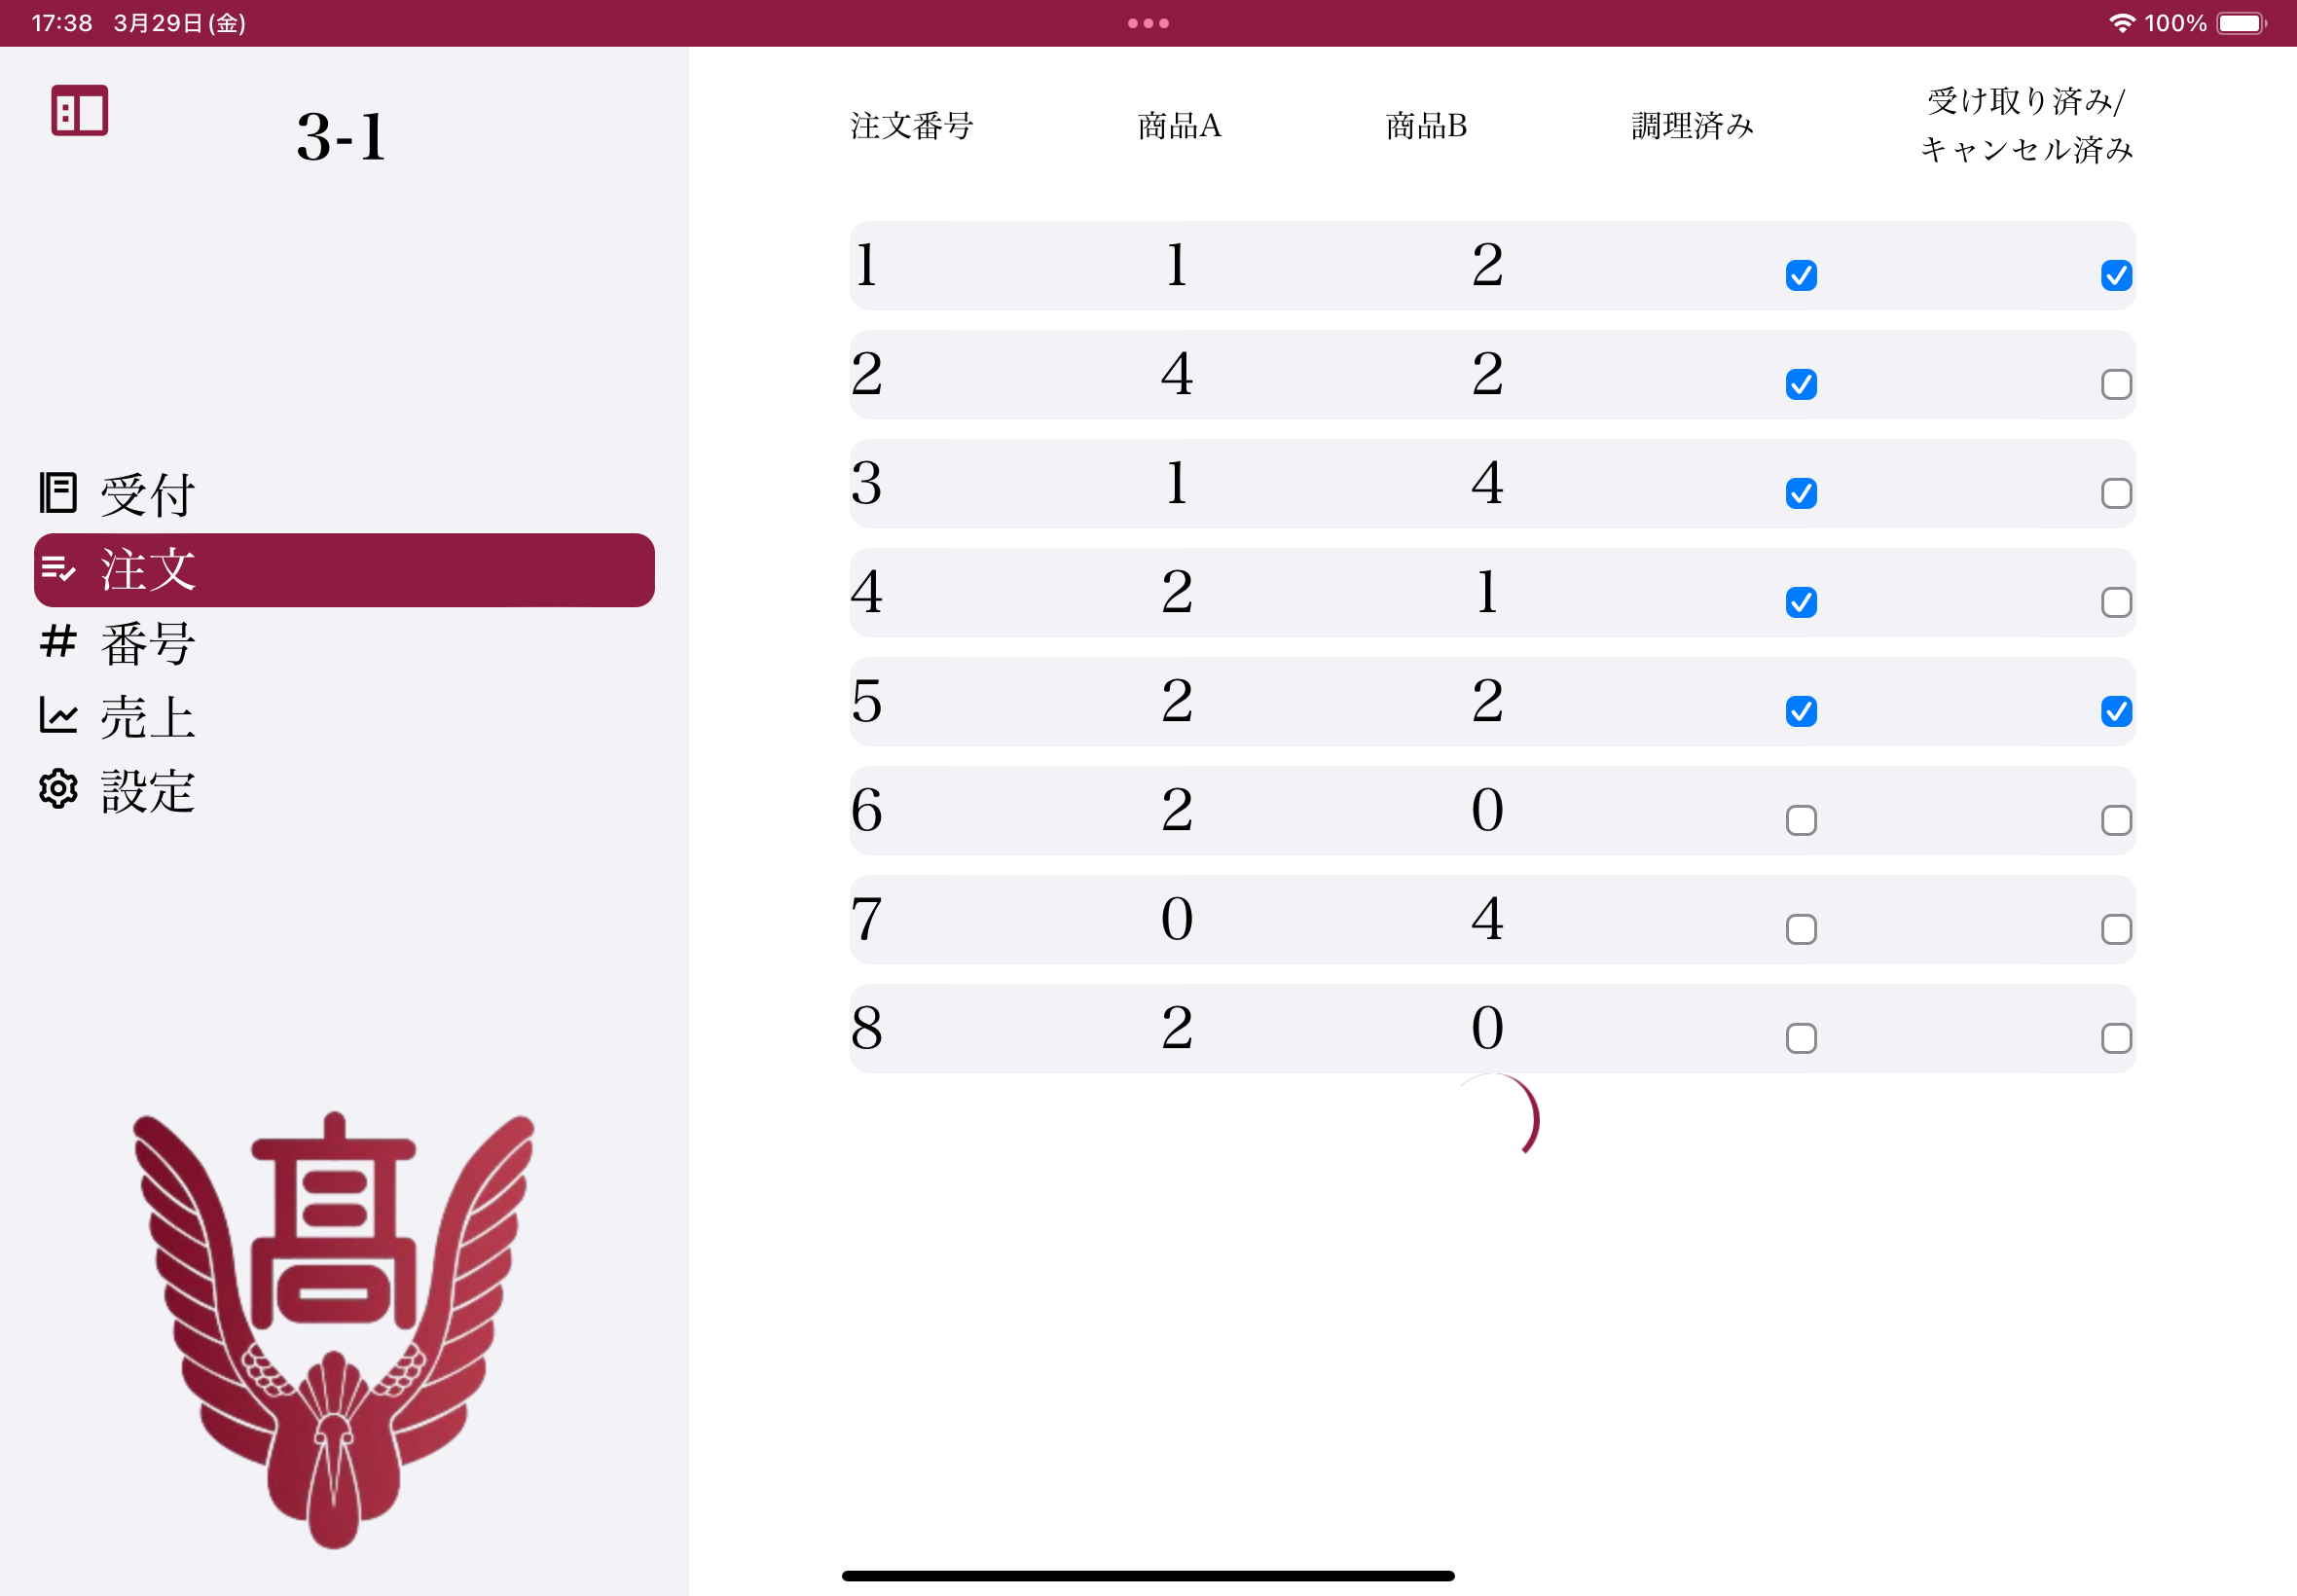 17:38 3月29日(金) 100%
3-1
受付
注文
番号
売上
設定
髙
注文番号 商品A 商品B 調理済み 受け取り済み/
キャンセル済み
1 1 2
2 4 2
3 1 4
4 2 1
5 2 2
6 2 0
7 0 4
8 2 0